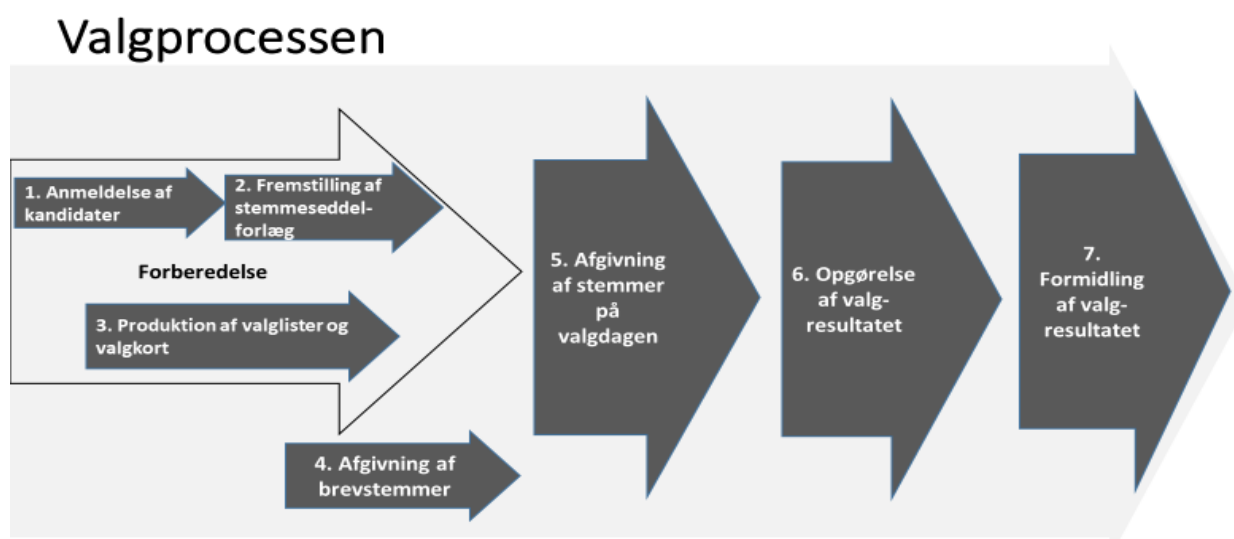 Valgprocessen
1. Anmeldelse af
kandidater
2. Fremstilling af
stemmeseddel-
forlæg
Forberedelse
3. Produktion af valglister og
valgkort
4. Afgivning af
brevstemmer
5. Afgivning
af stemmer
på
valgdagen
6. Opgørelse
af valg-
resultatet
7.
Formidling
af valg-
resultatet